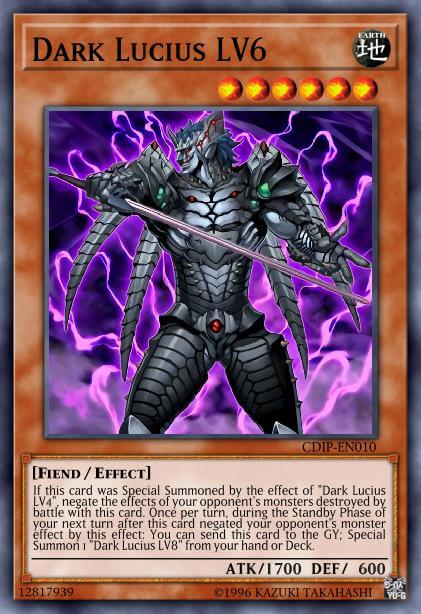 Dark Lucius LV6
EARTH
地
CDIP-EN010
[Fiend / Effect]
If this card was Special Summoned by the effect of "Dark Lucius
LV4", negate the effects of your opponent's monsters destroyed by
battle with this card. Once per turn, during the Standby Phase of
your next turn after this card negated your opponent's monster
effect by this effect: You can send this card to the GY; Special
Summon 1 "Dark Lucius LV8" from your hand or Deck.
ATK/1700 DEF/ 600
12817939
©1996 KAZUKI TAKAHASHI